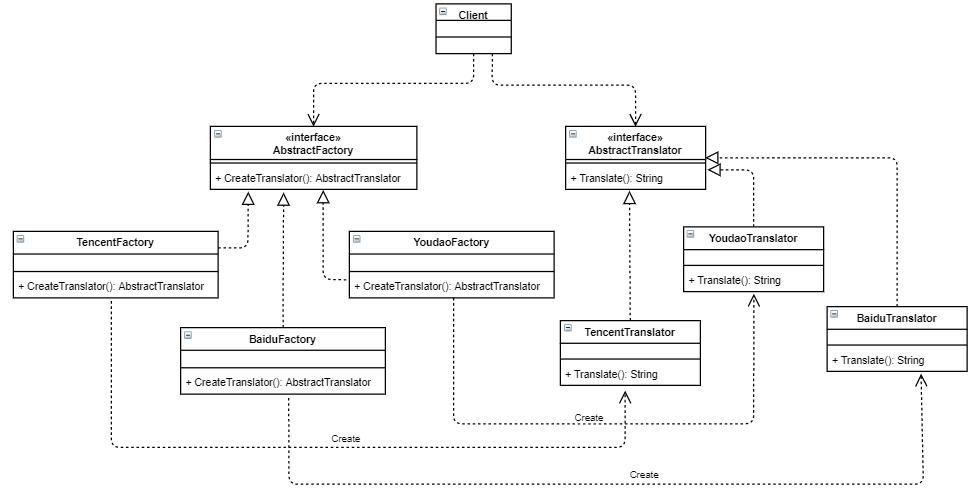 Client
«interface»
AbstractFactory
+ CreateTranslator(): AbstractTranslator
«interface»
AbstractTranslator
+ Translate(): String
TencentFactory
+ CreateTranslator(): AbstractTranslator
YoudaoFactory
+ CreateTranslator(): AbstractTranslator
YoudaoTranslator
+ Translate(): String
BaiduFactory
+ CreateTranslator(): AbstractTranslator
TencentTranslator
+ Translate(): String
BaiduTranslator
+ Translate(): String
Create
Create
Create